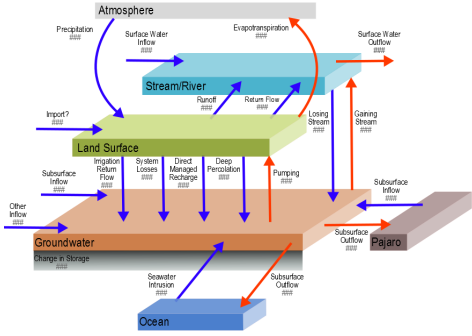 Atmosphere
Precipitation
###
Evapotranspiration
###
Surface Water
Inflow
###
Surface Water
Outflow
###
Stream/River
Runoff
###
Return Flow
###
Import?
###
Losing
Stream
###
Gaining
Stream
###
Land Surface
Irrigation
Return
Flow
###
System
Losses
###
Direct
Managed
Recharge
###
Deep
Percolation
###
Pumping
###
Subsurface
Inflow
###
Subsurface
Inflow
###
Other
Inflow
###
Groundwater
Subsurface
Outflow
###
Pajaro
Change in Storage
###
Seawater
Intrusion
###
Subsurface
Outflow
###
Ocean